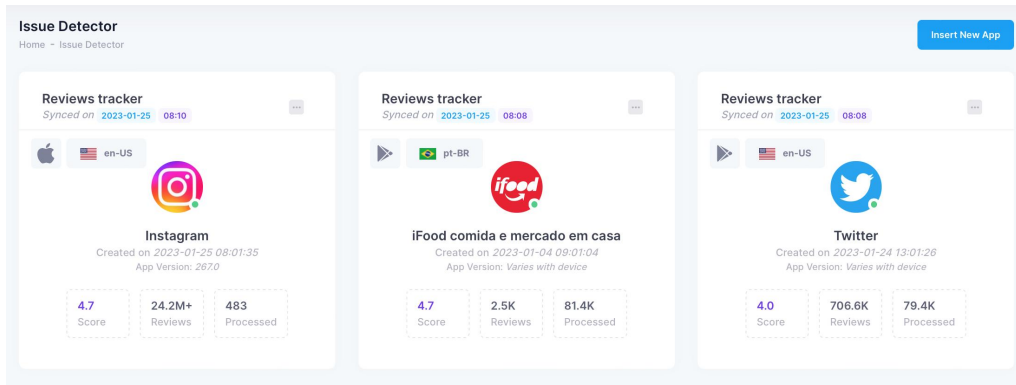 Issue Detector
Home - Issue Detector
Insert New App
Reviews tracker
Synced on 2023-01-25 08:10
...
en-US
Instagram
Created on 2023-01-25 08:01:35
App Version: 267.0
4.7
Score
24.2M+
Reviews
483
Processed
Reviews tracker
Synced on 2023-01-25 08:08
...
pt-BR
ifood
iFood comida e mercado em casa
Created on 2023-01-04 09:01:04
App Version: Varies with device
4.7
Score
2.5K
Reviews
81.4K
Processed
Reviews tracker
Synced on 2023-01-25 08:08
...
en-US
Twitter
Created on 2023-01-24 13:01:26
App Version: Varies with device
4.0
Score
706.6K
Reviews
79.4K
Processed